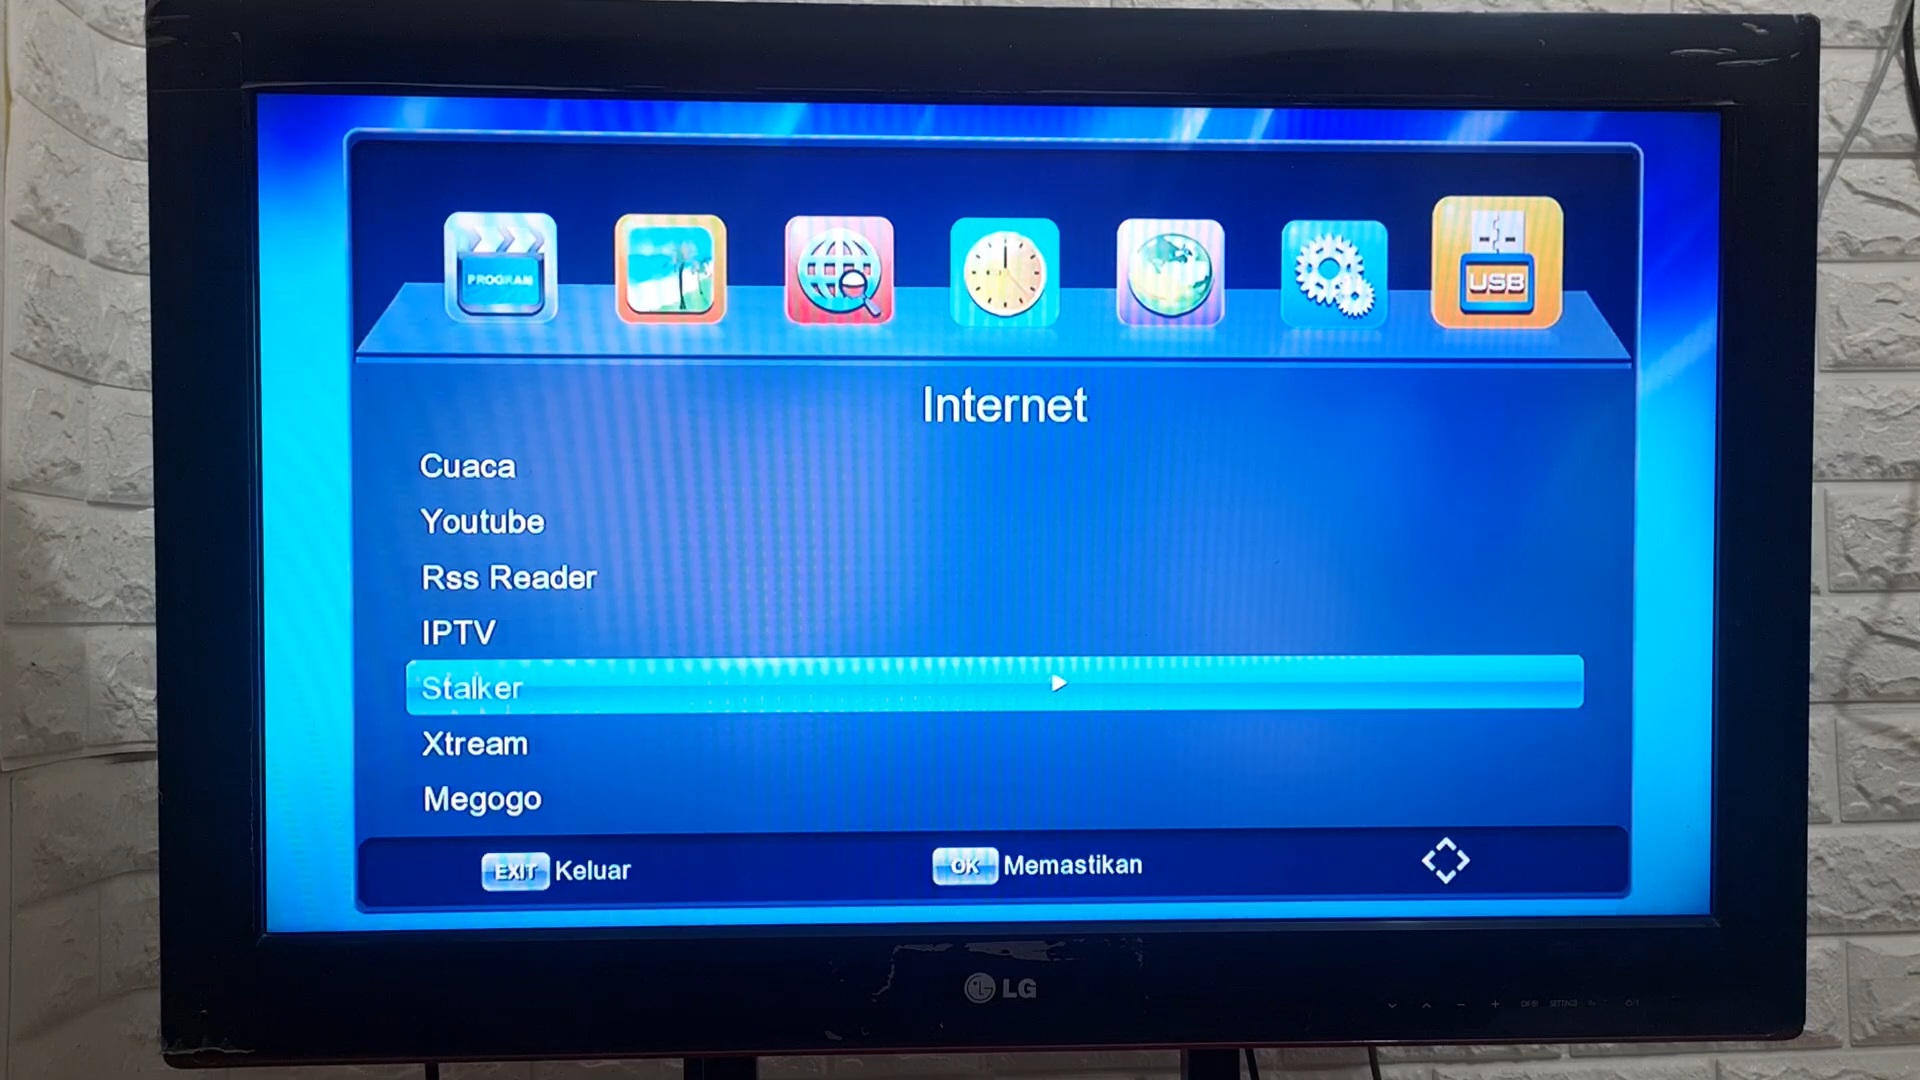 PROGRAM
USB
Internet
Cuaca
Youtube
Rss Reader
IPTV
Stalker
Xtream
Megogo
EXIT Keluar
OK Memastikan
LG